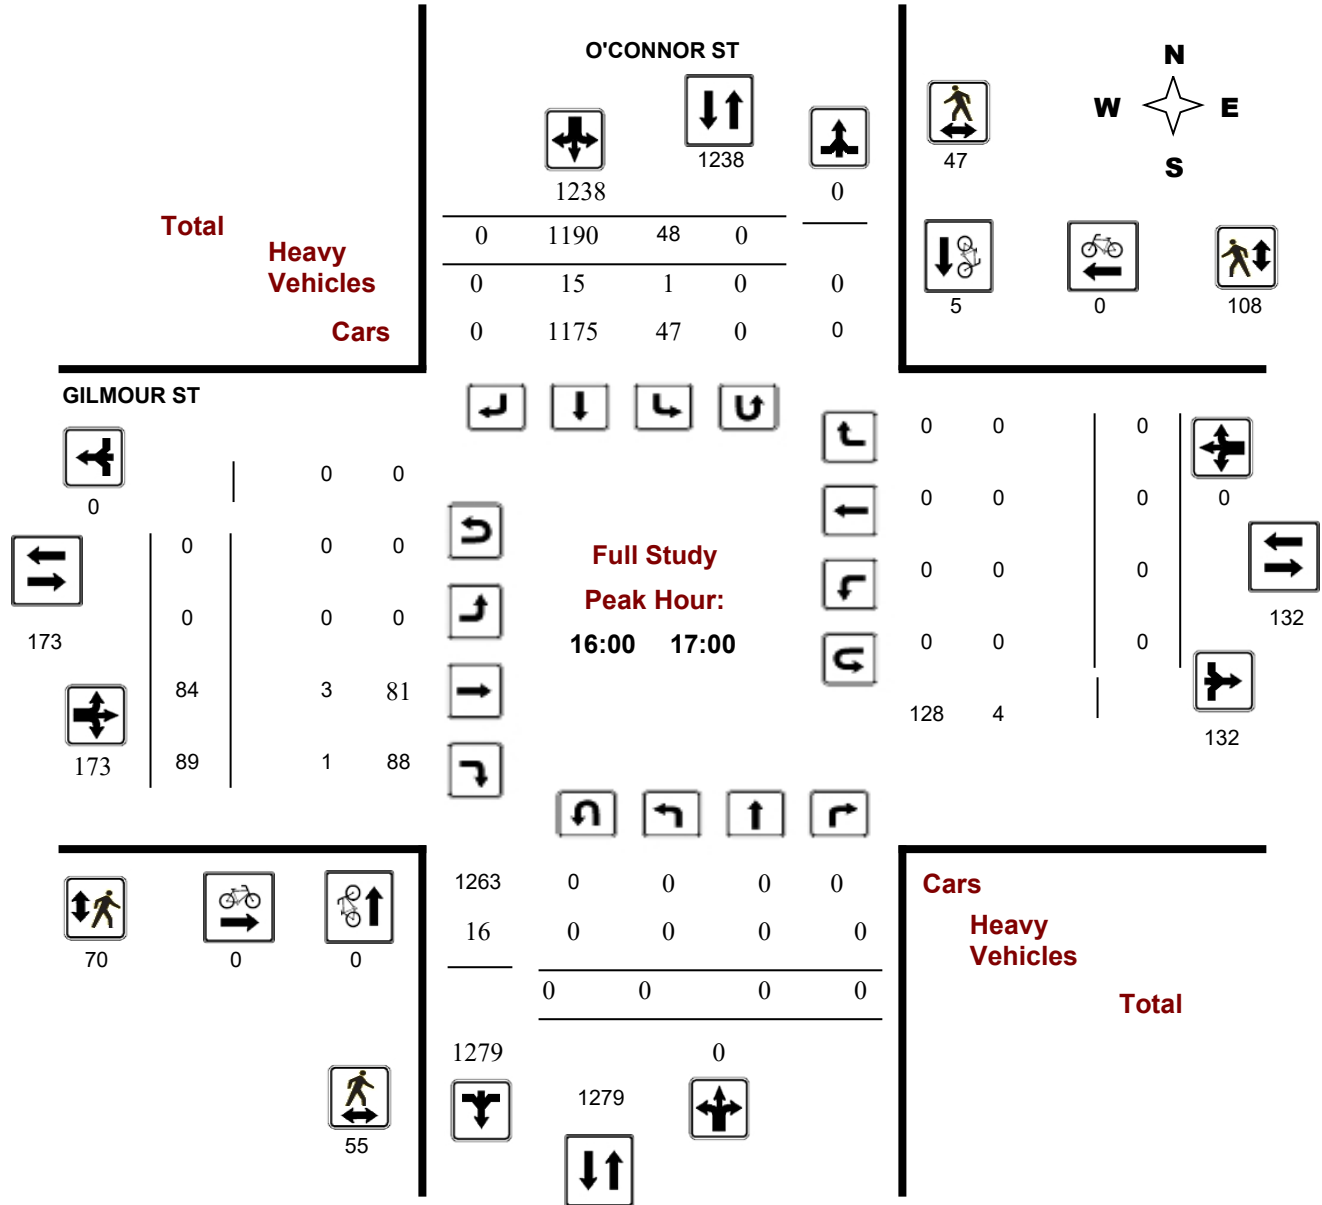 O'CONNOR ST
N
W E
S
1238
47
1238 0
Total
0 1190 48 0
Heavy
Vehicles
0 15 1 0 0
5 0 108
Cars
0 1175 47 0 0
GILMOUR ST
0 0 0
0 0
0
0 0 0 0
0 0 0
Full Study
0 0 0
Peak Hour:
0 0 0
132
173
16:00 17:00
0 0 0
84 3 81
128 4
132
173 89 1 88
1263 0 0 0 0
Cars
16 0 0 0 0
Heavy
Vehicles
70 0 0
0 0 0 0
Total
1279 0
1279
55